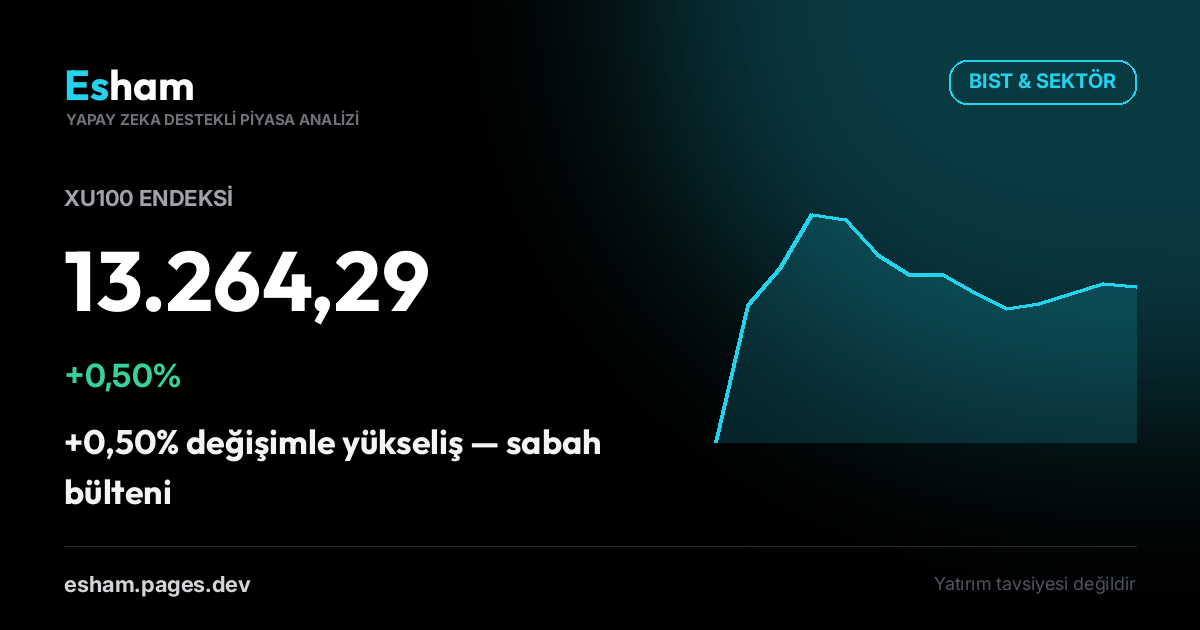 Esham
YAPAY ZEKA DESTEKLİ PİYASA ANALİZİ
BIST & SEKTÖR
XU100 ENDEKSİ
13.264,29
+0,50%
+0,50% değişimle yükseliş — sabah
bülteni
esham.pages.dev
Yatırım tavsiyesi değildir